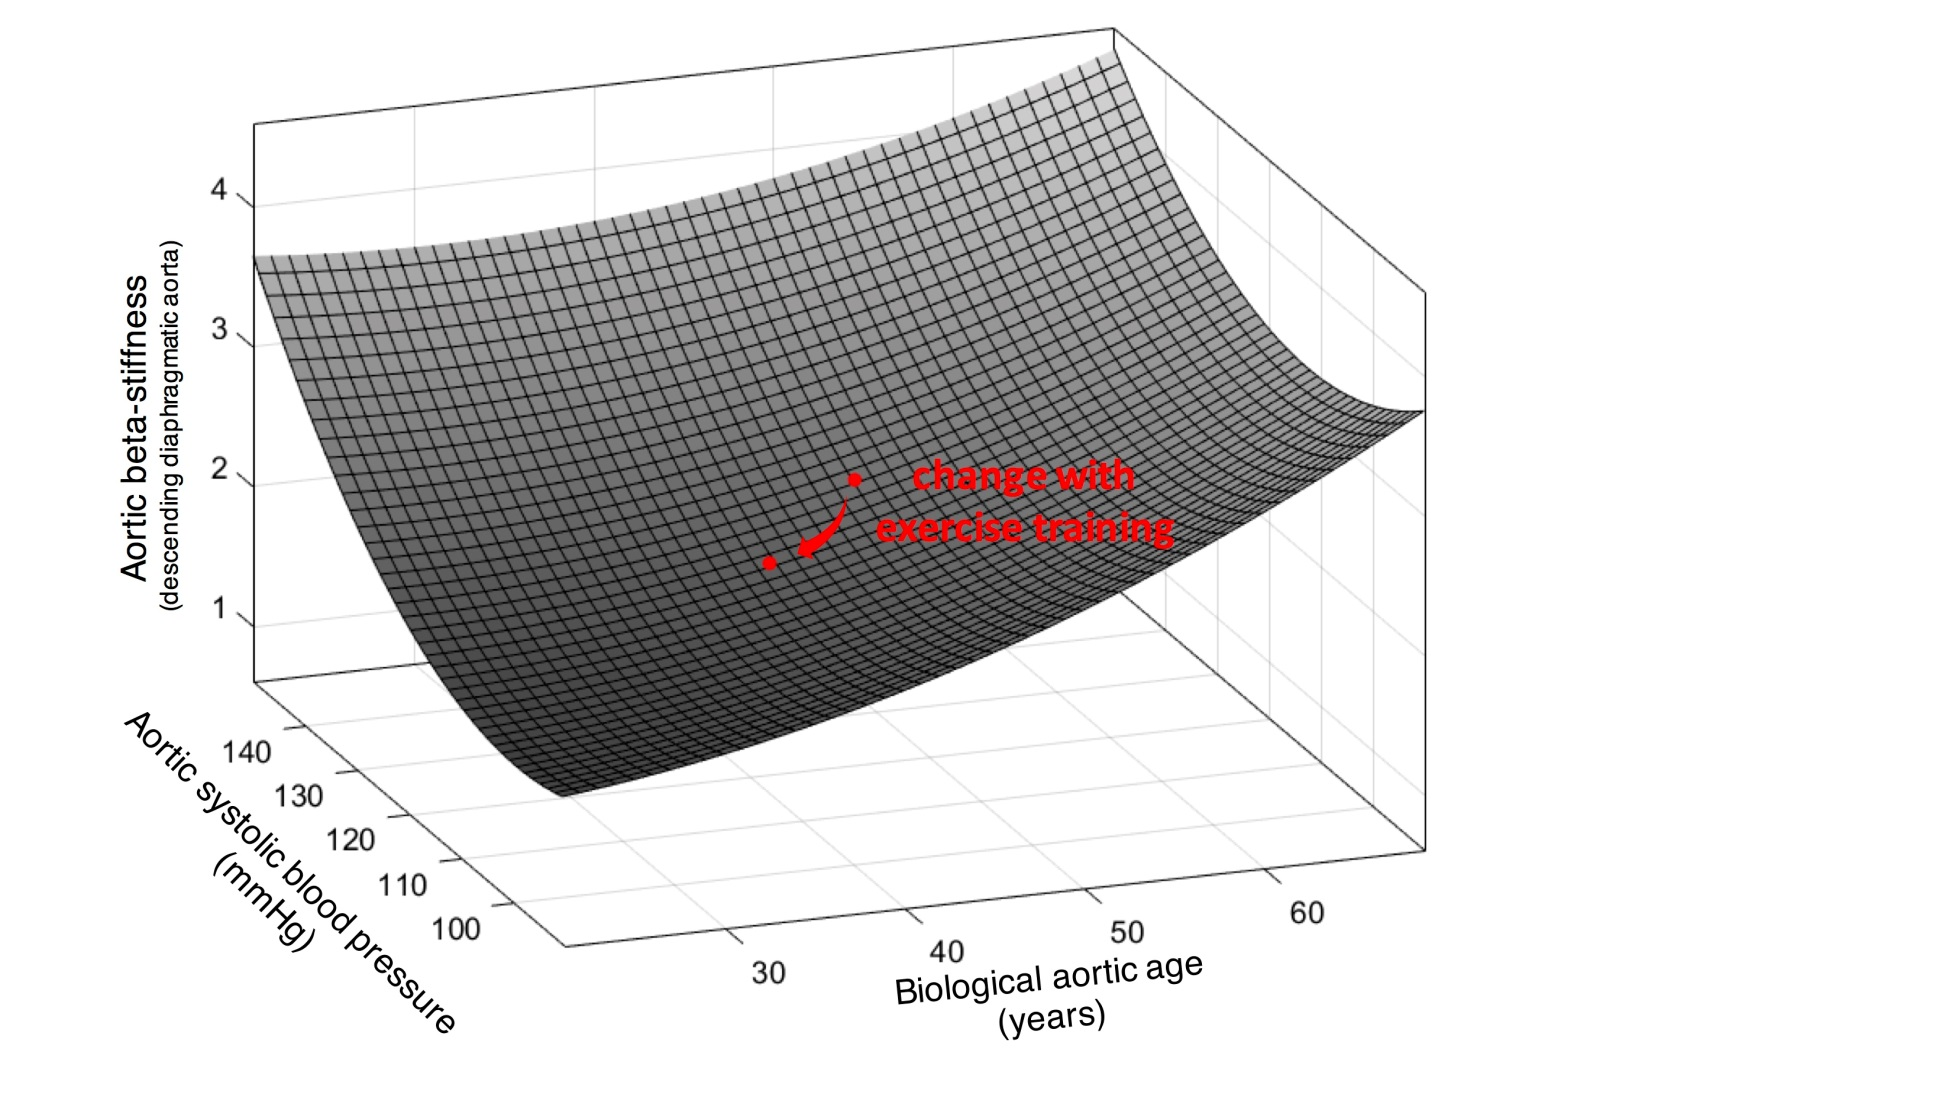 4
3
2
1
Aortic beta-stiffness
(descending diaphragmatic aorta)
change with
exercise training
140
130
120
110
100
Aortic systolic blood pressure
(mmHg)
30
40
50
60
Biological aortic age
(years)